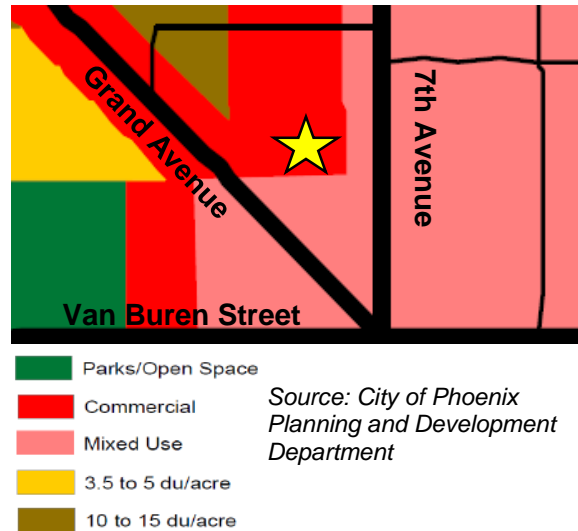 Grand Avenue
7th Avenue
Van Buren Street
Parks/Open Space
Commercial
Mixed Use
3.5 to 5 du/acre
10 to 15 du/acre
Source: City of Phoenix
Planning and Development
Department